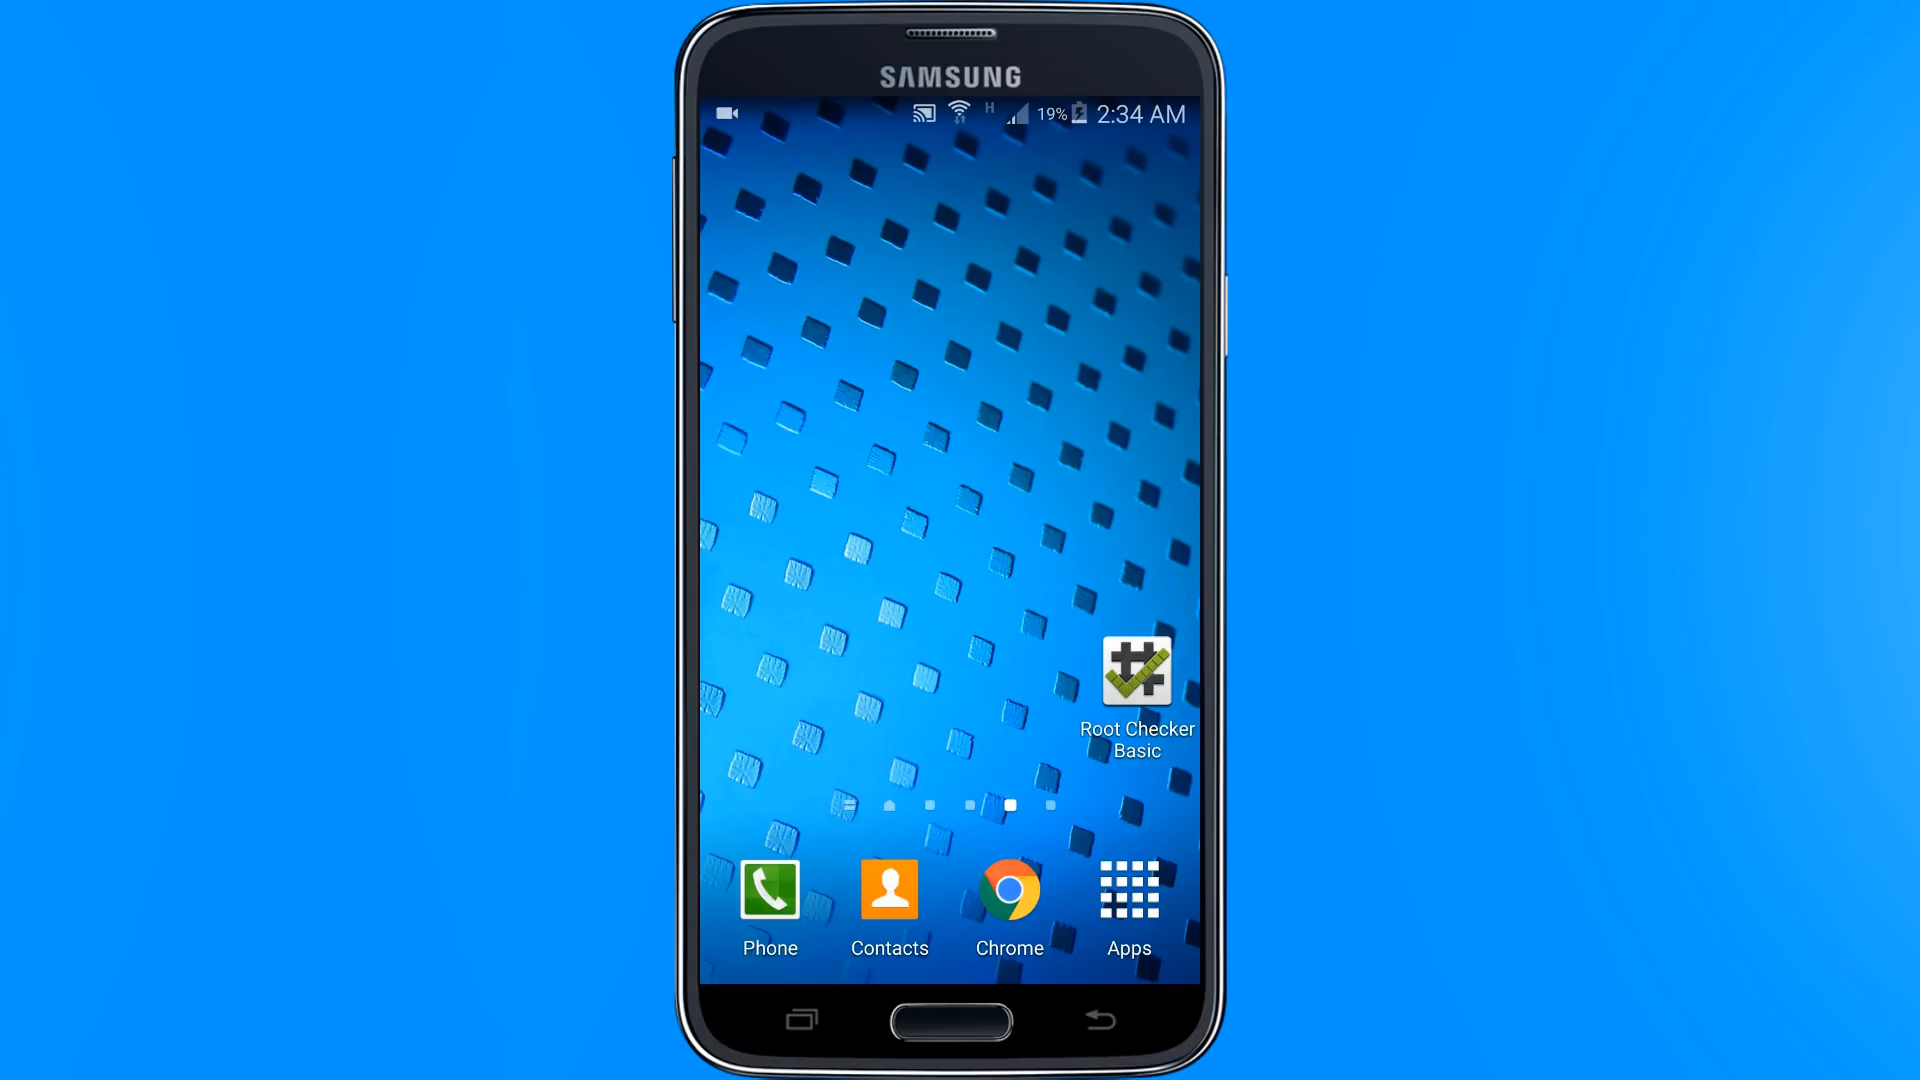 SAMSUNG
H 19% 2:34 AM
Root Checker
Basic
Phone Contacts Chrome Apps